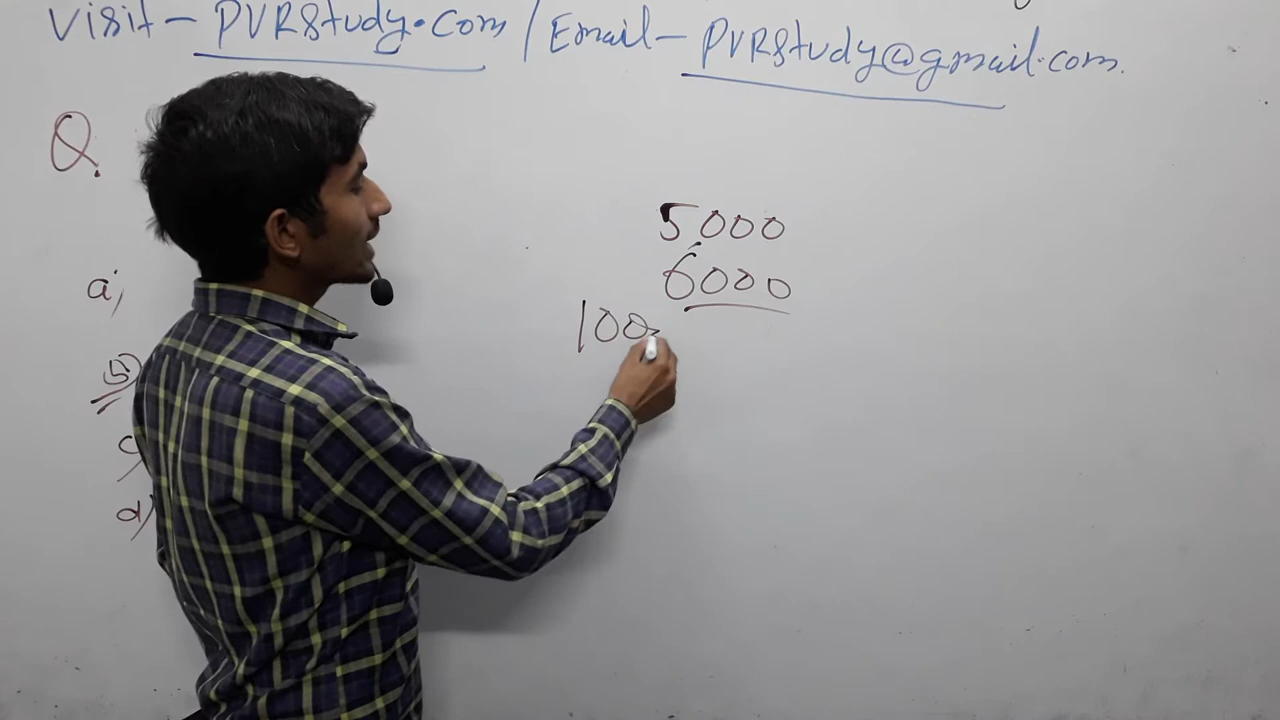 Visit - PVRStudy.com / Email - PVRStudy@gmail.com.
Q.
5000
6000
a)
100
b)
c)
d)